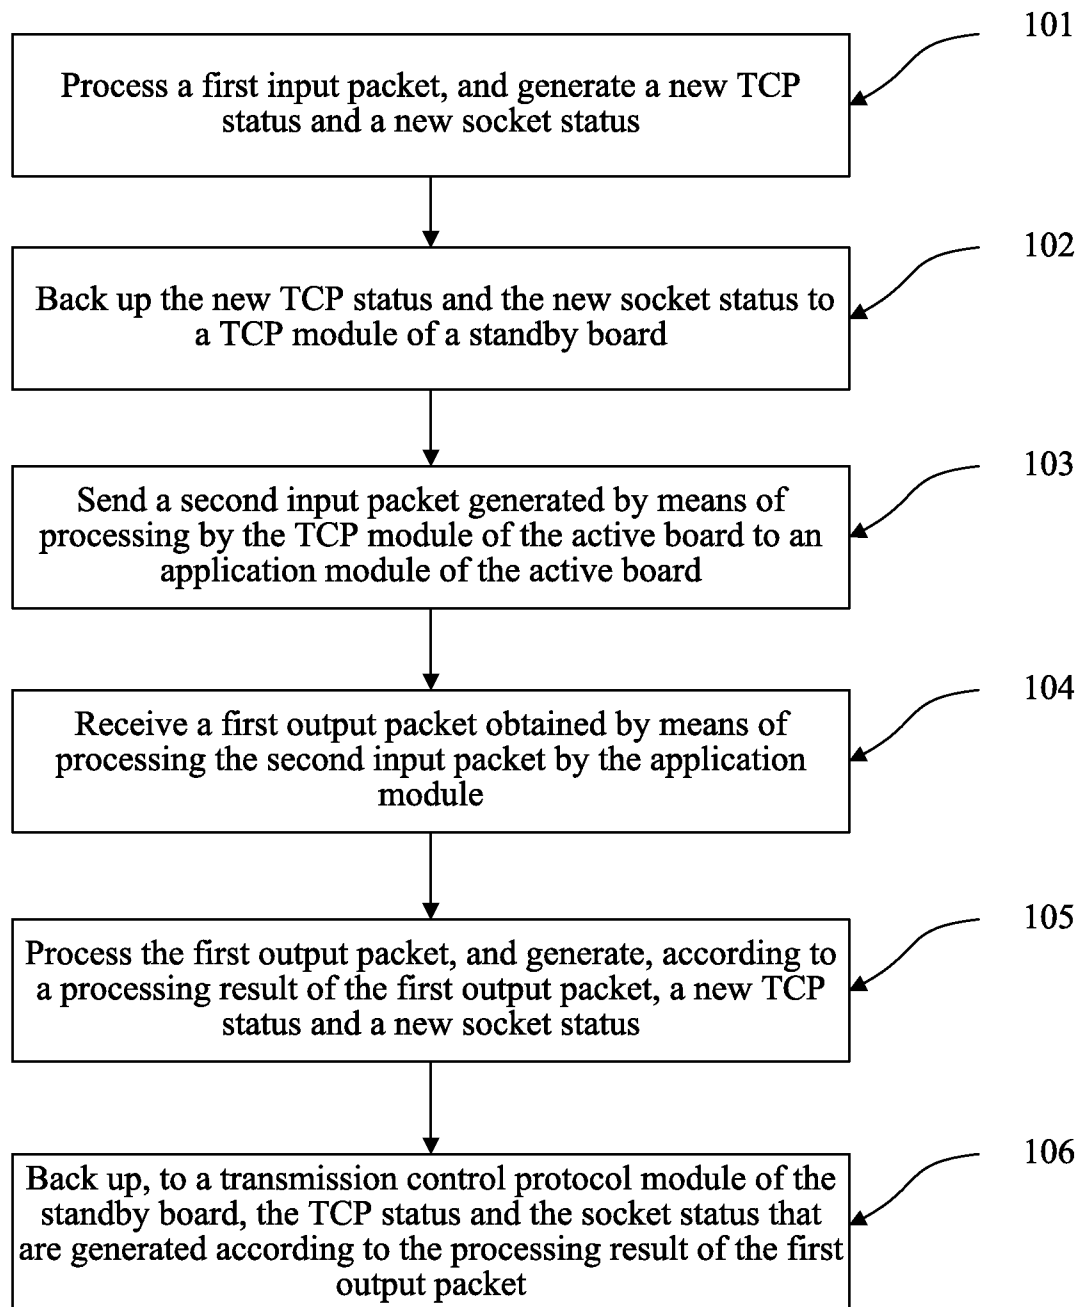 101
Process a first input packet, and generate a new TCP
status and a new socket status
102
Back up the new TCP status and the new socket status to
a TCP module of a standby board
103
Send a second input packet generated by means of
processing by the TCP module of the active board to an
application module of the active board
104
Receive a first output packet obtained by means of
processing the second input packet by the application
module
105
Process the first output packet, and generate, according to
a processing result of the first output packet, a new TCP
status and a new socket status
106
Back up, to a transmission control protocol module of the
standby board, the TCP status and the socket status that
are generated according to the processing result of the first
output packet